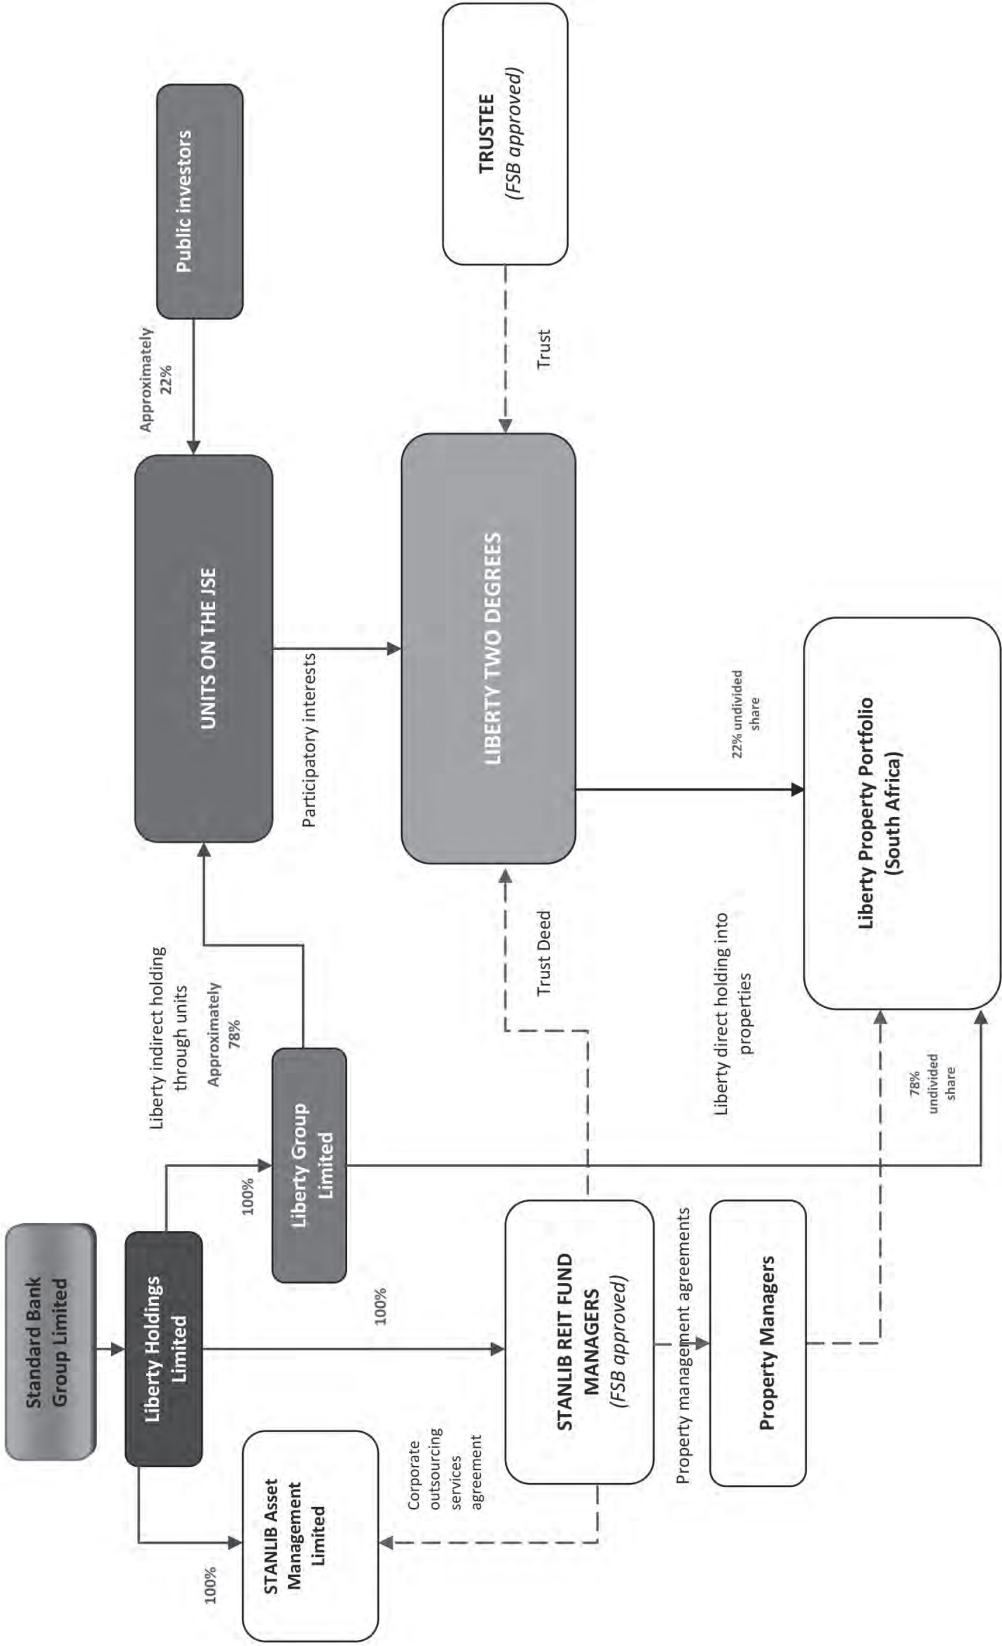 Standard Bank
Group Limited
Liberty Holdings
Limited
100%
STANLIB Asset
Management
Limited
100%
Liberty Group
Limited
100%
Liberty indirect holding
through units
Approximately
78%
UNITS ON THE JSE
Approximately
22%
Public investors
Participatory interests
Corporate
outsourcing
services
agreement
STANLIB REIT FUND
MANAGERS
(FSB approved)
Trust Deed
LIBERTY TWO DEGREES
Trust
TRUSTEE
(FSB approved)
Property management agreements
Property Managers
Liberty direct holding into
properties
22% undivided
share
78%
undivided
share
Liberty Property Portfolio
(South Africa)